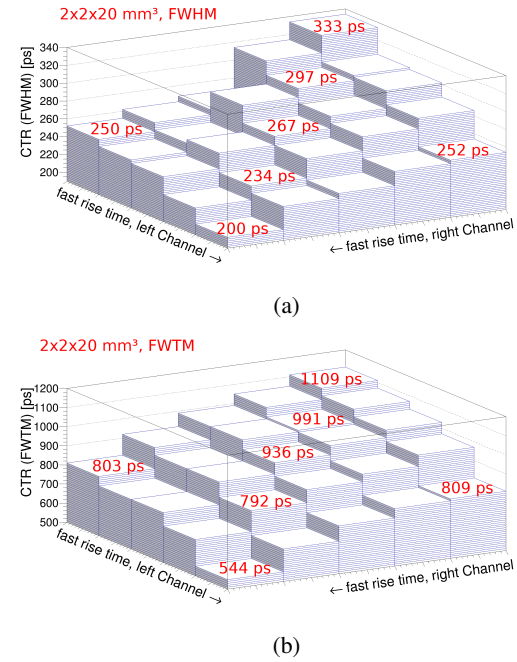 2x2x20 mm³, FWHM
CTR (FWHM) [ps]
340
320
300
280
260
240
220
200
333 ps
297 ps
250 ps
267 ps
252 ps
234 ps
200 ps
fast rise time, left Channel →
← fast rise time, right Channel
(a)
2x2x20 mm³, FWTM
CTR (FWTM) [ps]
1200
1100
1000
900
800
700
600
500
1109 ps
991 ps
936 ps
803 ps
809 ps
792 ps
544 ps
fast rise time, left Channel →
← fast rise time, right Channel
(b)